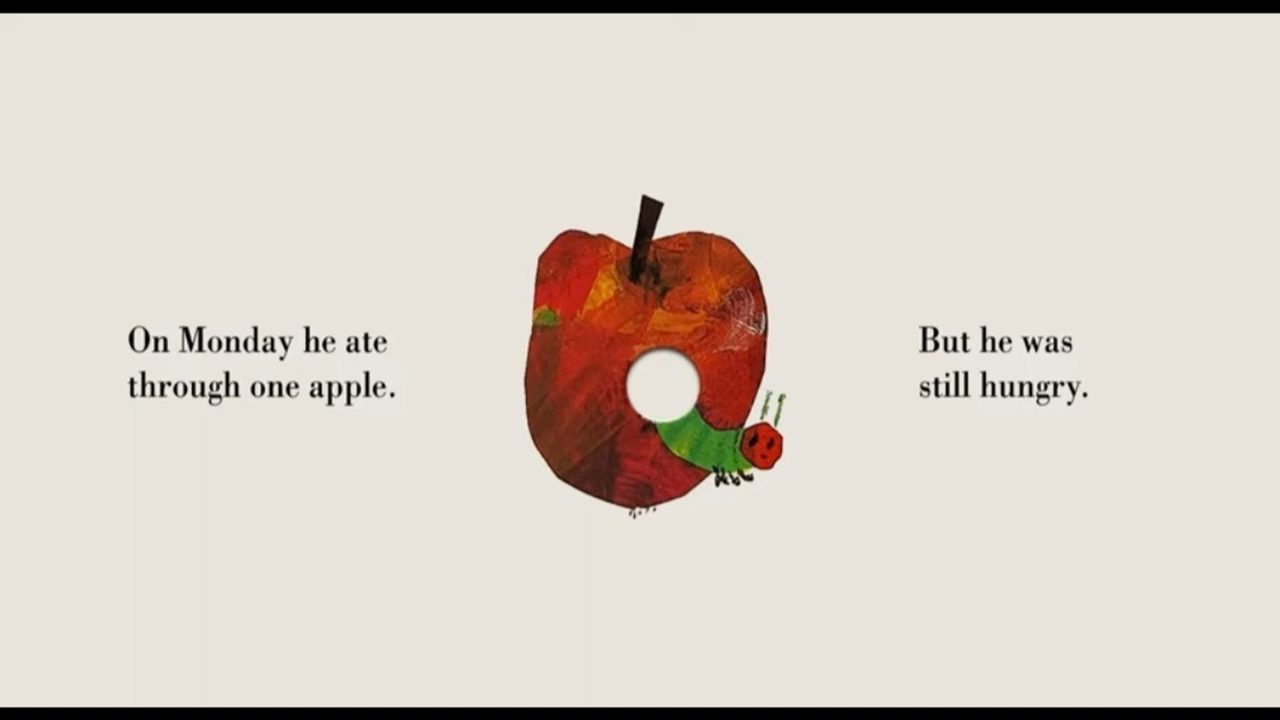 On Monday he ate
through one apple.
But he was
still hungry.